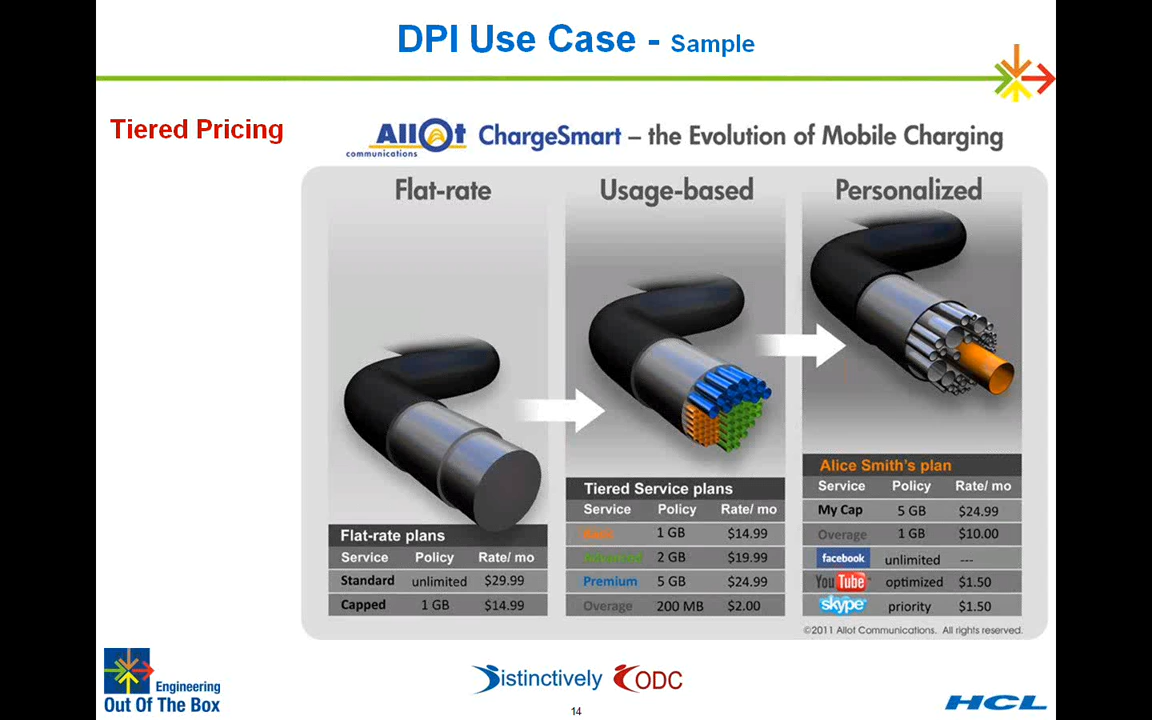 DPI Use Case - Sample
Tiered Pricing
Allot communications
ChargeSmart – the Evolution of Mobile Charging
Flat-rate
Flat-rate plans
Service Policy Rate/ mo
Standard unlimited $29.99
Capped 1 GB $14.99
Usage-based
Tiered Service plans
Service Policy Rate/ mo
Basic 1 GB $14.99
Advanced 2 GB $19.99
Premium 5 GB $24.99
Overage 200 MB $2.00
Personalized
Alice Smith's plan
Service Policy Rate/ mo
My Cap 5 GB $24.99
Overage 1 GB $10.00
facebook unlimited ---
YouTube optimized $1.50
skype priority $1.50
©2011 Allot Communications. All rights reserved.
Engineering
Out Of The Box
Distinctively ODC
HCL
14